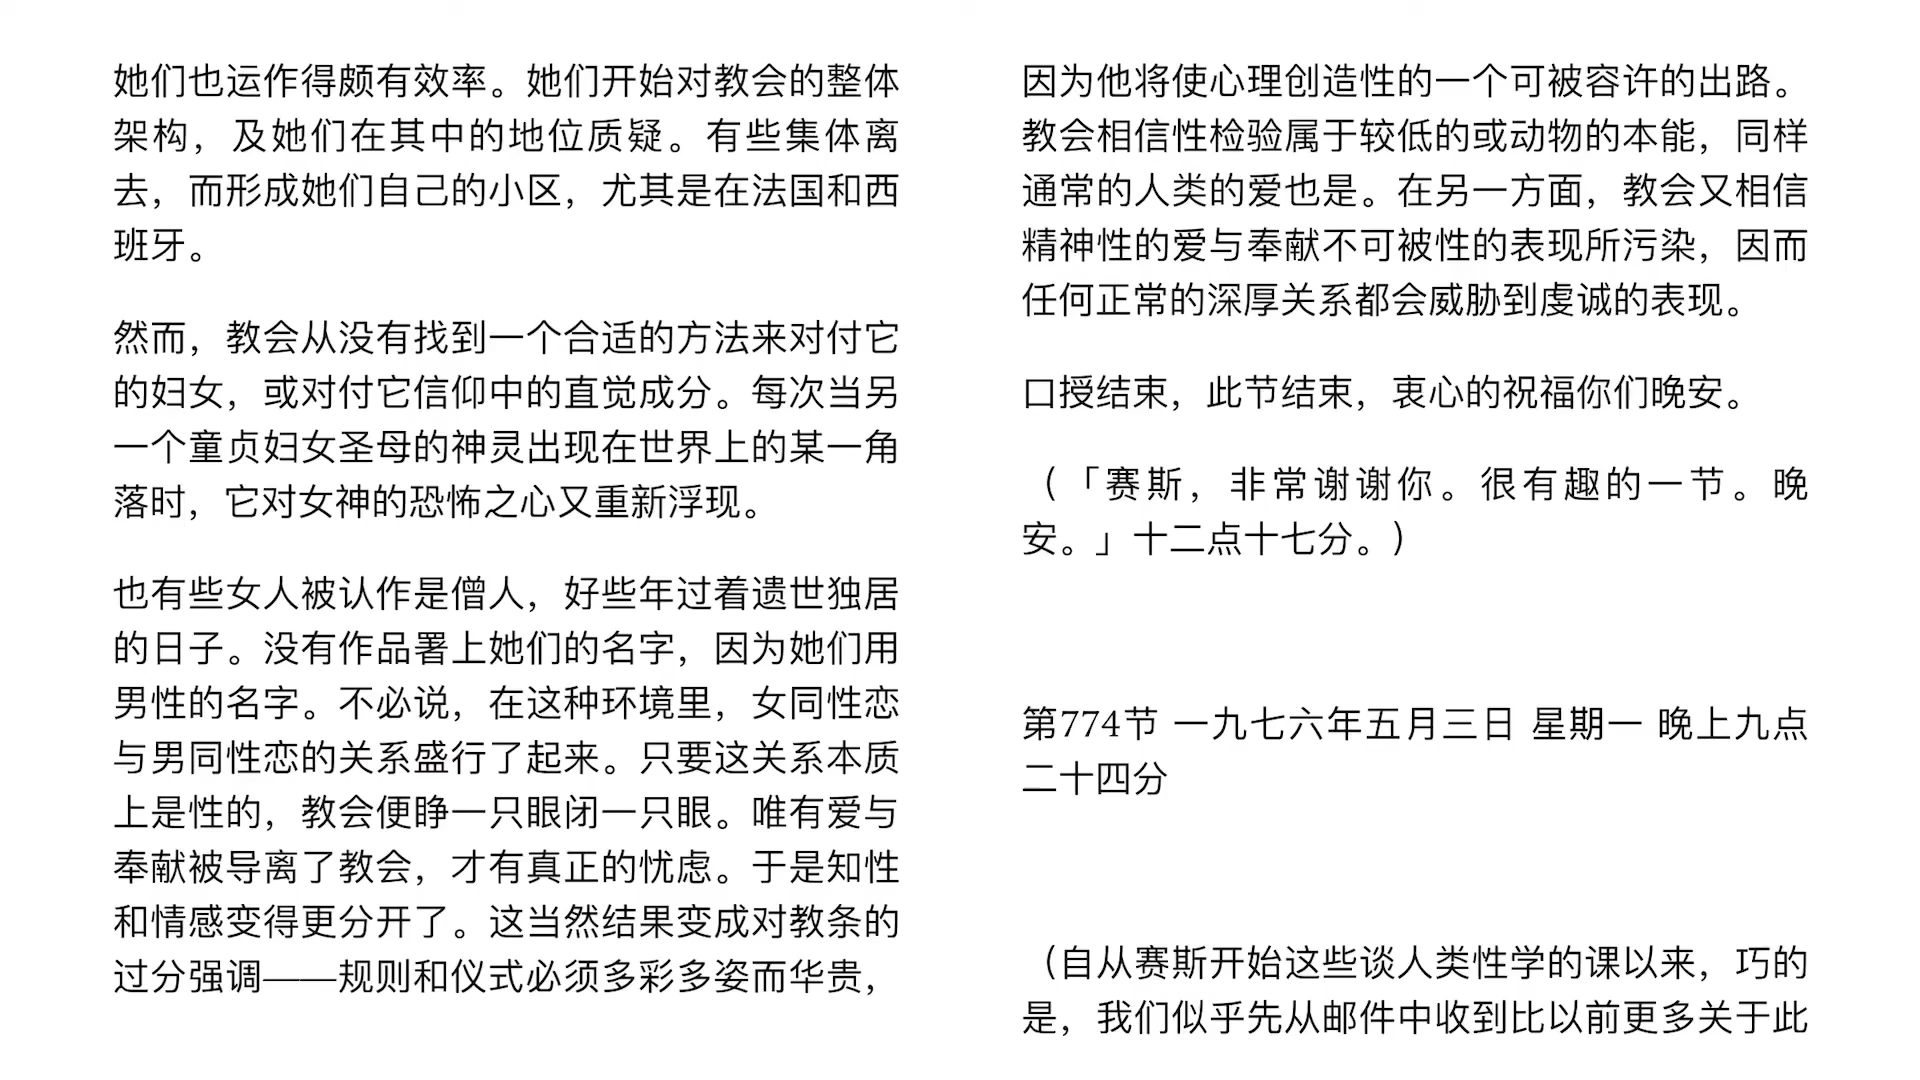 她们也运作得颇有效率。她们开始对教会的整体
架构，及她们在其中的地位质疑。有些集体离
去，而形成她们自己的小区，尤其是在法国和西
班牙。
然而，教会从没有找到一个合适的方法来对付它
的妇女，或对付它信仰中的直觉成分。每次当另
一个童贞妇女圣母的神灵出现在世界上的某一角
落时，它对女神的恐怖之心又重新浮现。
也有些女人被认作是僧人，好些年过着遗世独居
的日子。没有作品署上她们的名字，因为她们用
男性的名字。不必说，在这种环境里，女同性恋
与男同性恋的关系盛行了起来。只要这关系本质
上是性的，教会便睁一只眼闭一只眼。唯有爱与
奉献被导离了教会，才有真正的忧虑。于是知性
和情感变得更分开了。这当然结果变成对教条的
过分强调——规则和仪式必须多彩多姿而华贵，
因为他将使心理创造性的一个可被容许的出路。
教会相信性检验属于较低的或动物的本能，同样
通常的人类的爱也是。在另一方面，教会又相信
精神性的爱与奉献不可被性的表现所污染，因而
任何正常的深厚关系都会威胁到虔诚的表现。
口授结束，此节结束，衷心的祝福你们晚安。
（「赛斯，非常谢谢你。很有趣的一节。晚
安。」十二点十七分。）
第774节 一九七六年五月三日 星期一 晚上九点
二十四分
（自从赛斯开始这些谈人类性学的课以来，巧的
是，我们似乎先从邮件中收到比以前更多关于此